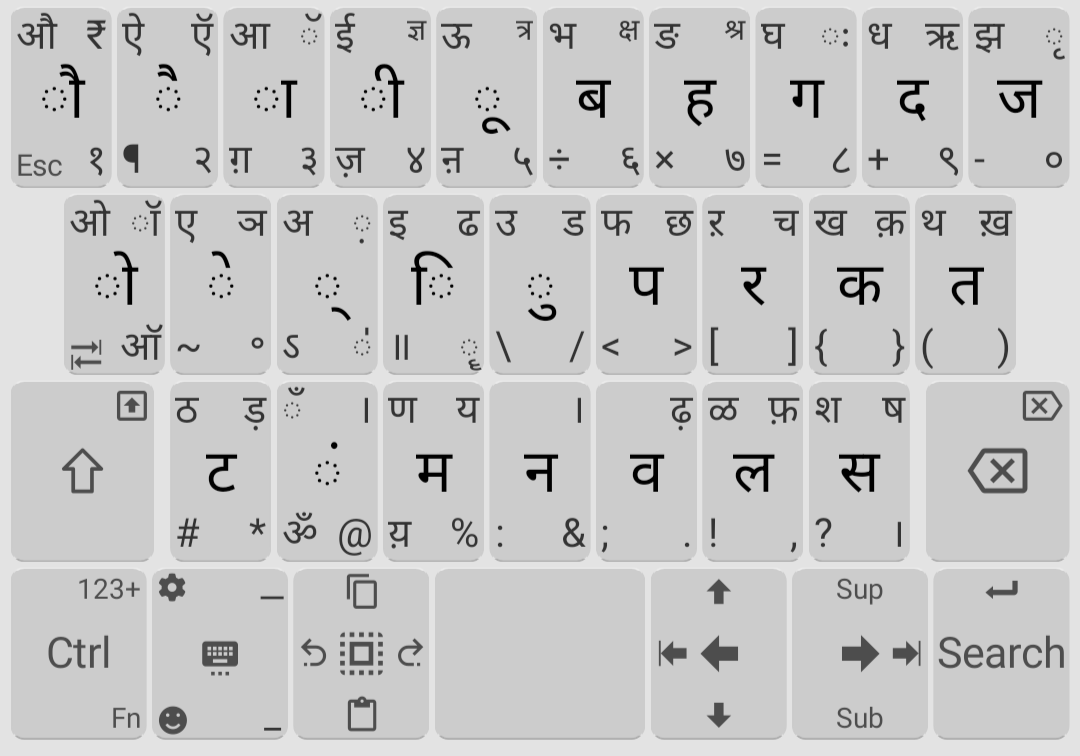 औ ₹ ऐ ऍ आ ॅ ई ज्ञ ऊ त्र भ क्ष ङ श्र घ ः ध ऋ झ ृ
ौ ै ा ी ू ब ह ग द ज
Esc १ ¶ २ ग़ ३ ज़ ४ ऩ ५ ÷ ६ × ७ = ८ + ९ - ०
ओ ॉ ए ञ अ ़ इ ढ उ ड फ छ ऱ च ख क़ थ ख़
ो े ् ि ु प र क त
ऑ ~ ° ऽ ॑ ॥ ॄ \ / < > [ ] { } ( )
ठ ड़ ँ । ण य । ढ़ ळ फ़ श ष
ट ं म न व ल स
# * ॐ @ य़ % : & ; . ! , ? ।
123+ – Sup
Ctrl Search
Fn _ Sub